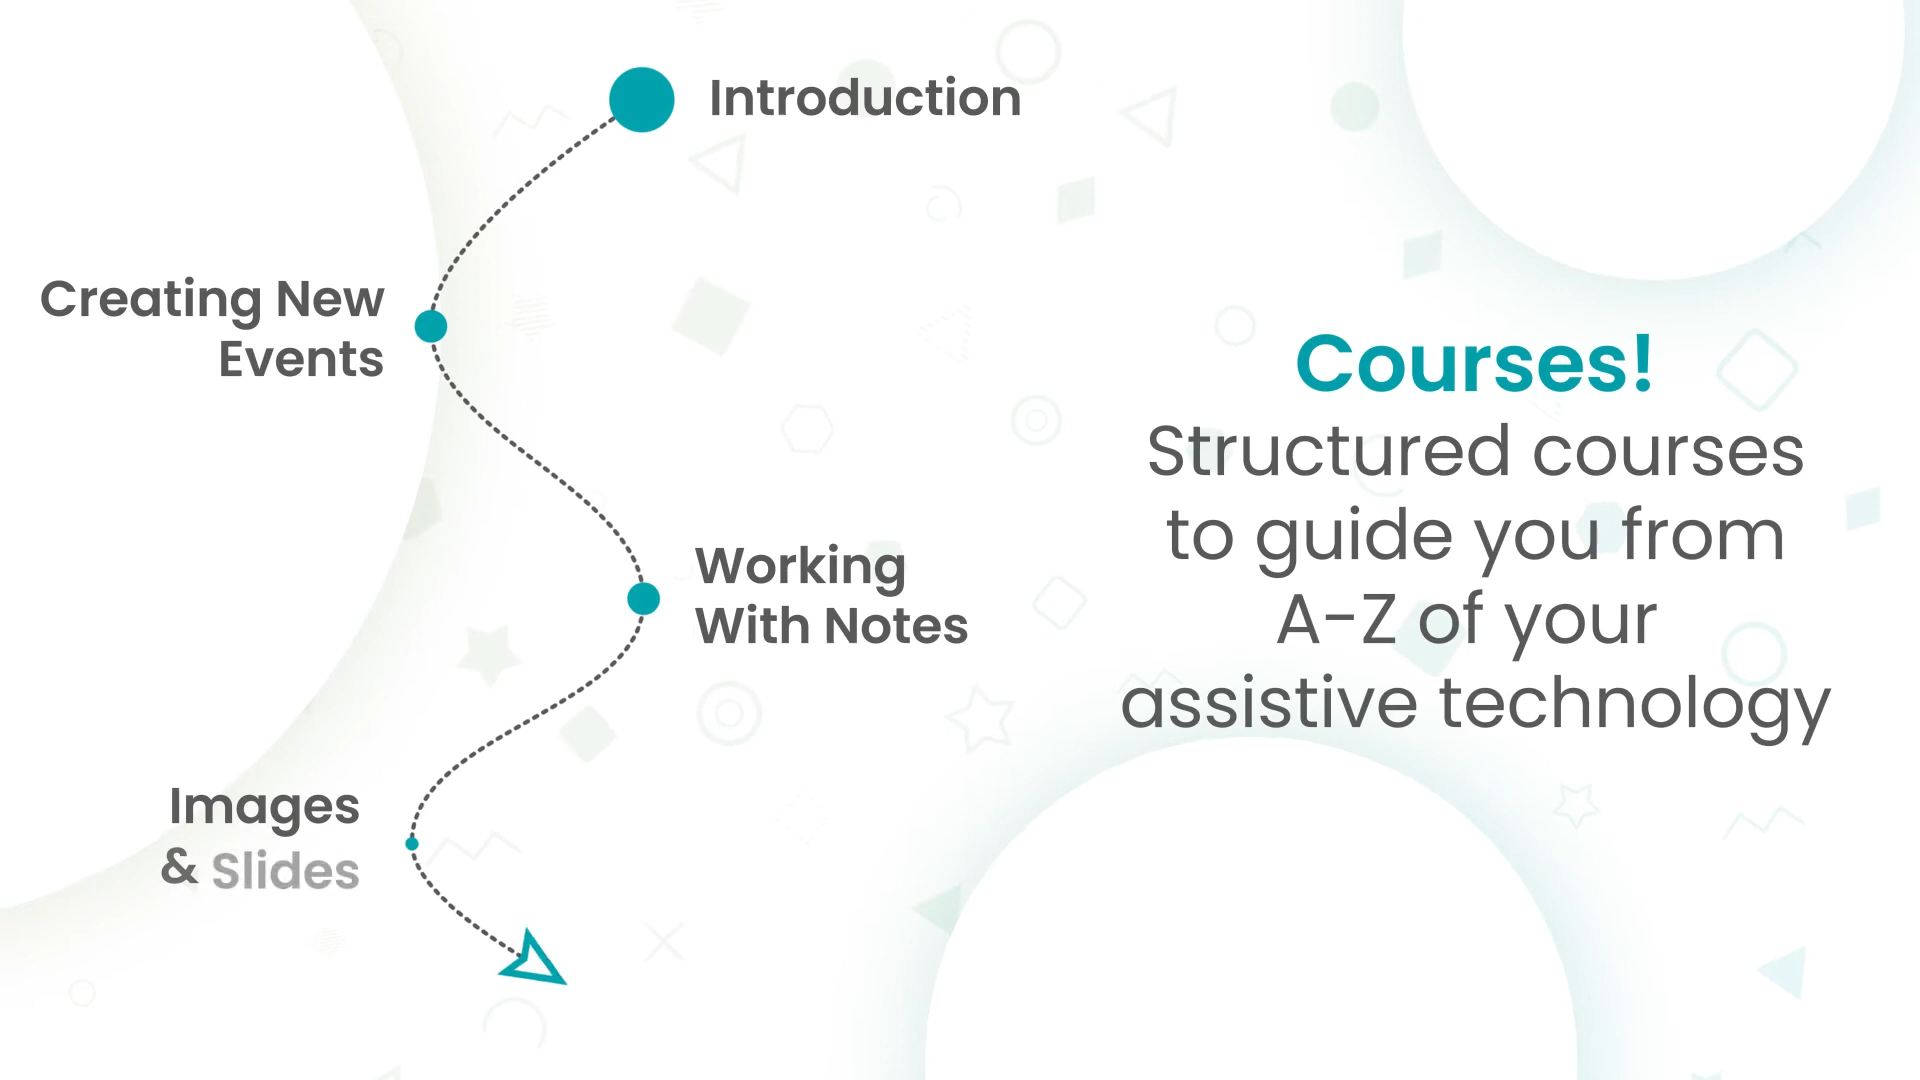 Introduction
Creating New
Events
Working
With Notes
Images
& Slides
Courses!
Structured courses
to guide you from
A-Z of your
assistive technology